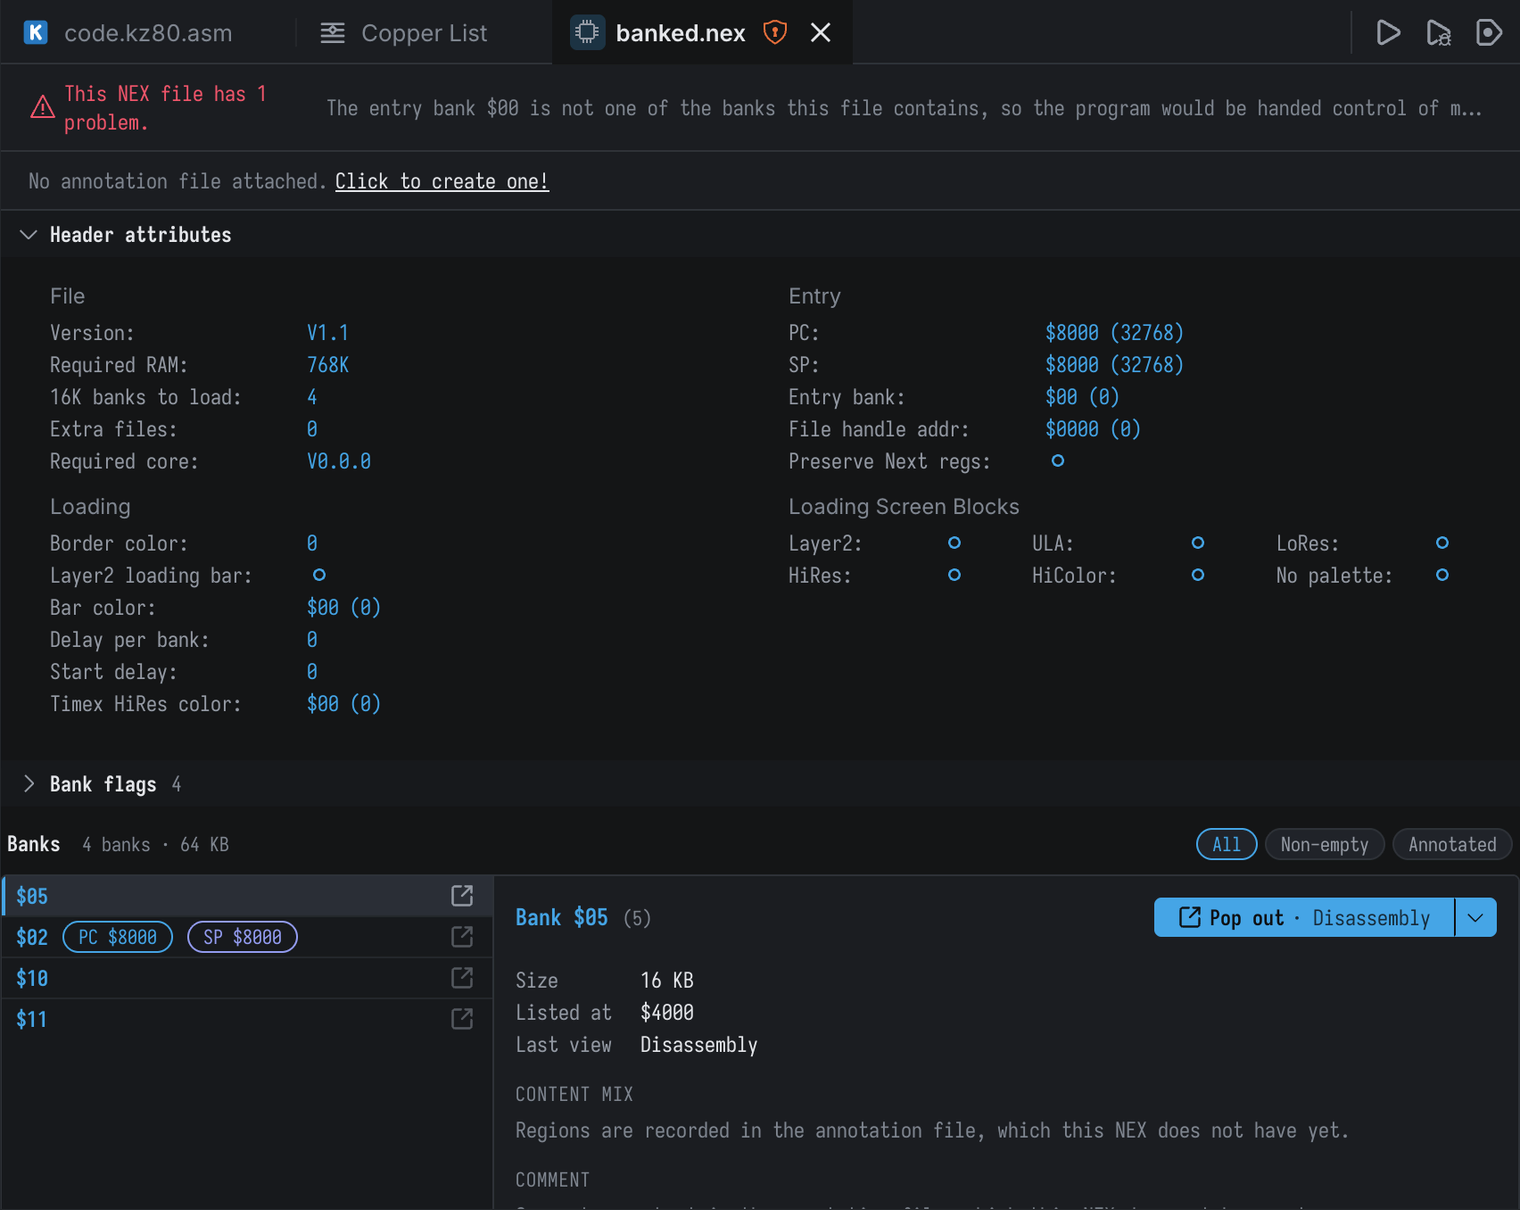 code.kz80.asm
Copper List
banked.nex
This NEX file has 1 problem.
The entry bank $00 is not one of the banks this file contains, so the program would be handed control of m...
No annotation file attached. Click to create one!
Header attributes
File
Version: V1.1
Required RAM: 768K
16K banks to load: 4
Extra files: 0
Required core: V0.0.0
Entry
PC: $8000 (32768)
SP: $8000 (32768)
Entry bank: $00 (0)
File handle addr: $0000 (0)
Preserve Next regs:
Loading
Border color: 0
Layer2 loading bar:
Bar color: $00 (0)
Delay per bank: 0
Start delay: 0
Timex HiRes color: $00 (0)
Loading Screen Blocks
Layer2: ULA: LoRes:
HiRes: HiColor: No palette:
Bank flags 4
Banks 4 banks · 64 KB
All Non-empty Annotated
$05
$02 PC $8000 SP $8000
$10
$11
Bank $05 (5)
Pop out · Disassembly
Size 16 KB
Listed at $4000
Last view Disassembly
CONTENT MIX
Regions are recorded in the annotation file, which this NEX does not have yet.
COMMENT